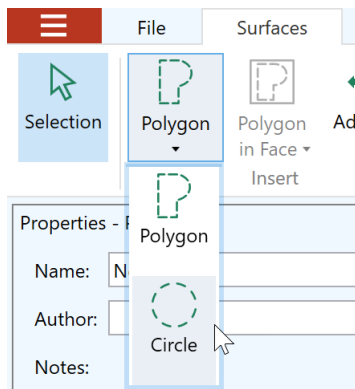 File
Surfaces
Selection
Polygon
Polygon
in Face
Ad
Insert
Polygon
Circle
Properties -
Name:
Author:
Notes: